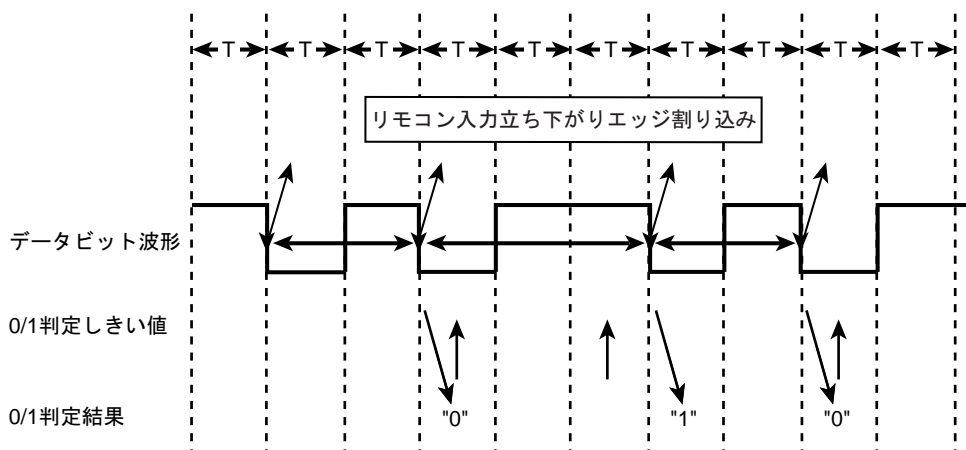 T T T T T T T T T T
リモコン入力立ち下がりエッジ割り込み
データビット波形
0/1判定しきい値
0/1判定結果 "0" "1" "0"